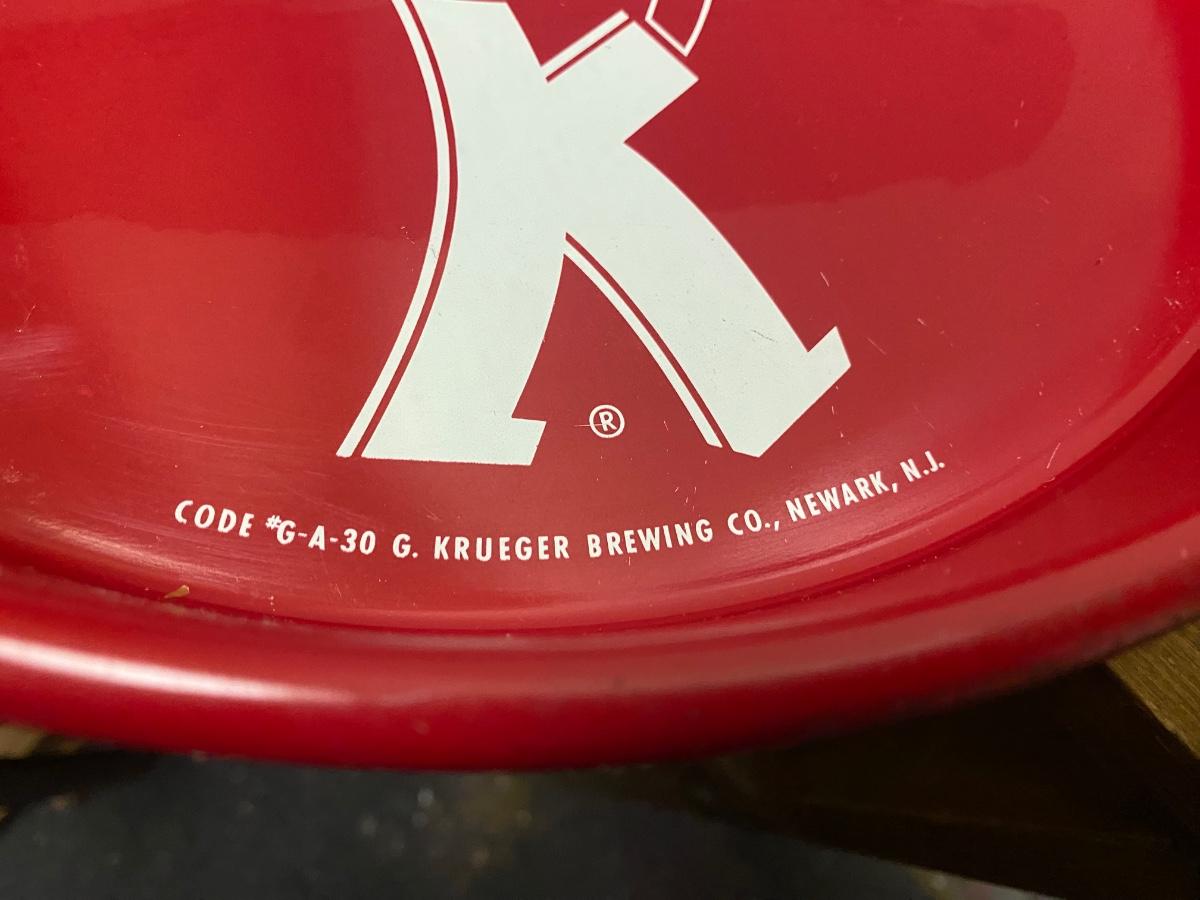 K
®
CODE #G-A-30 G. KRUEGER BREWING CO., NEWARK, N.J.